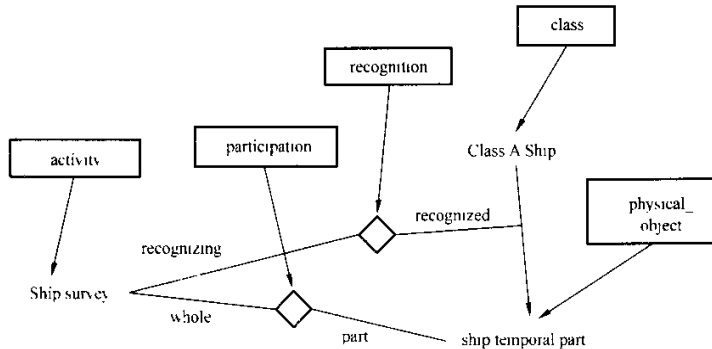 class
recognition
participation
activity
Class A Ship
physical_
object
recognized
recognizing
Ship survey
whole
part
ship temporal part